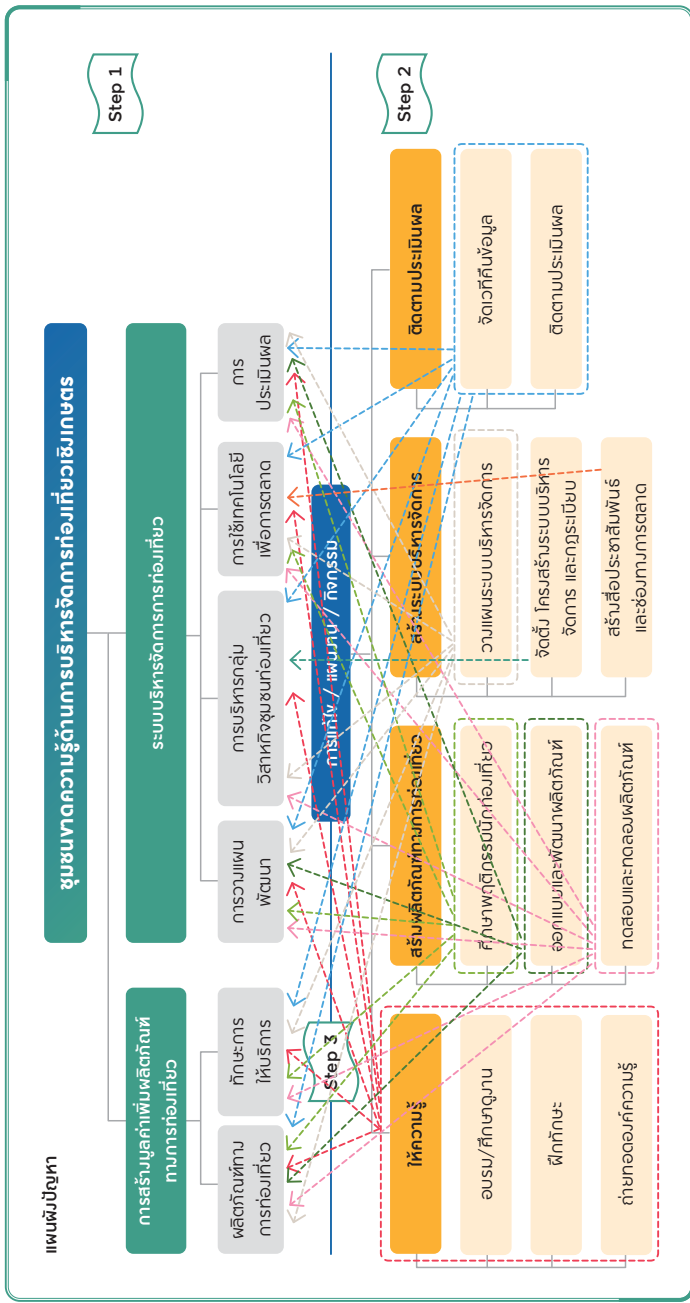 แผนผังปัญหา
ชุมชนพาความรู้ด้านการบริหารจัดการท่องเที่ยวเชิงเกษตร
Step 1
การสร้างมูลค่าเพิ่มผลิตภัณฑ์
ทางการท่องเที่ยว
ระบบบริหารจัดการการท่องเที่ยว
ผลิตภัณฑ์ทาง
การท่องเที่ยว
ทักษะการ
ให้บริการ
การวางแผน
พัฒนา
การบริหารกลุ่ม
วิสาหกิจชุมชนท่องเที่ยว
การใช้เทคโนโลยี
เพื่อการตลาด
การ
ประเมินผล
Step 3
การแก้ไข / แผนงาน / กิจกรรม
Step 2
ให้ความรู้
อบรม/ศึกษาดูงาน
ฝึกทักษะ
ถ่ายทอดองค์ความรู้
สร้างผลิตภัณฑ์ทางการท่องเที่ยว
ศึกษาพฤติกรรมนักท่องเที่ยว
ออกแบบและพัฒนาผลิตภัณฑ์
ทดสอบและทดลองผลิตภัณฑ์
สร้างระบบบริหารจัดการ
วางแผนระบบบริหารจัดการ
จัดตั้ง โครงสร้างระบบบริหาร
จัดการ และกฎระเบียบ
สร้างสื่อประชาสัมพันธ์
และช่องทางการตลาด
ติดตามประเมินผล
จัดเวทีคืนข้อมูล
ติดตามประเมินผล